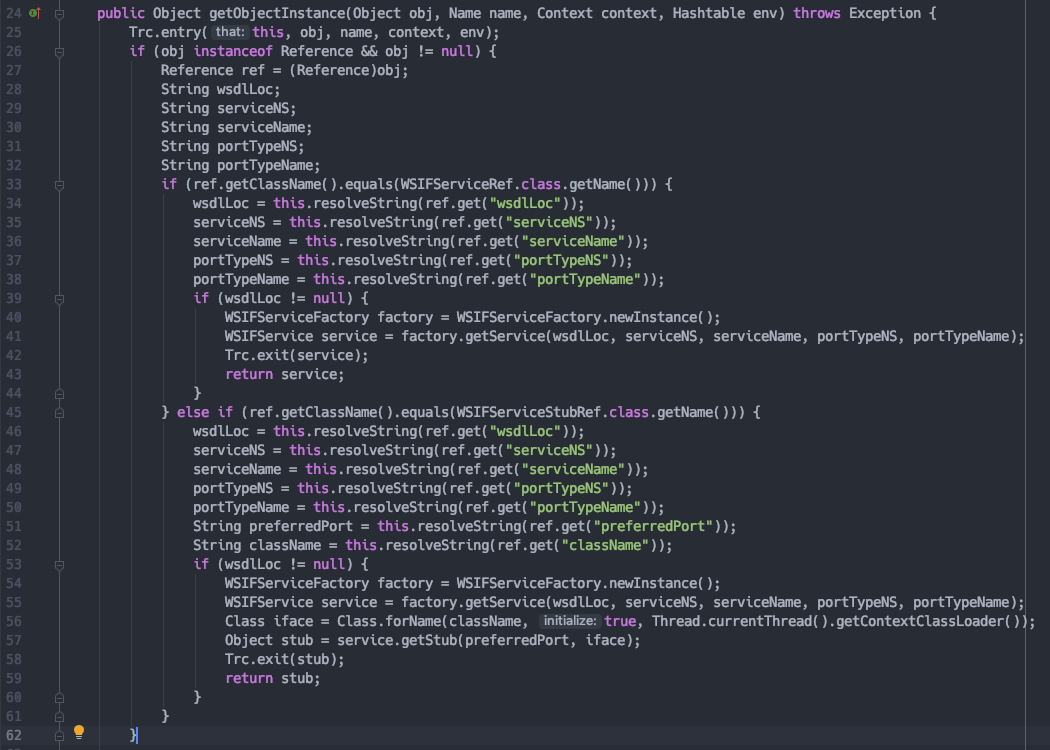 24 public Object getObjectInstance(Object obj, Name name, Context context, Hashtable env) throws Exception {
25 Trc.entry( that: this, obj, name, context, env);
26 if (obj instanceof Reference && obj != null) {
27 Reference ref = (Reference)obj;
28 String wsdlLoc;
29 String serviceNS;
30 String serviceName;
31 String portTypeNS;
32 String portTypeName;
33 if (ref.getClassName().equals(WSIFServiceRef.class.getName())) {
34 wsdlLoc = this.resolveString(ref.get("wsdlLoc"));
35 serviceNS = this.resolveString(ref.get("serviceNS"));
36 serviceName = this.resolveString(ref.get("serviceName"));
37 portTypeNS = this.resolveString(ref.get("portTypeNS"));
38 portTypeName = this.resolveString(ref.get("portTypeName"));
39 if (wsdlLoc != null) {
40 WSIFServiceFactory factory = WSIFServiceFactory.newInstance();
41 WSIFService service = factory.getService(wsdlLoc, serviceNS, serviceName, portTypeNS, portTypeName);
42 Trc.exit(service);
43 return service;
44 }
45 } else if (ref.getClassName().equals(WSIFServiceStubRef.class.getName())) {
46 wsdlLoc = this.resolveString(ref.get("wsdlLoc"));
47 serviceNS = this.resolveString(ref.get("serviceNS"));
48 serviceName = this.resolveString(ref.get("serviceName"));
49 portTypeNS = this.resolveString(ref.get("portTypeNS"));
50 portTypeName = this.resolveString(ref.get("portTypeName"));
51 String preferredPort = this.resolveString(ref.get("preferredPort"));
52 String className = this.resolveString(ref.get("className"));
53 if (wsdlLoc != null) {
54 WSIFServiceFactory factory = WSIFServiceFactory.newInstance();
55 WSIFService service = factory.getService(wsdlLoc, serviceNS, serviceName, portTypeNS, portTypeName);
56 Class iface = Class.forName(className, initialize: true, Thread.currentThread().getContextClassLoader());
57 Object stub = service.getStub(preferredPort, iface);
58 Trc.exit(stub);
59 return stub;
60 }
61 }
62 }